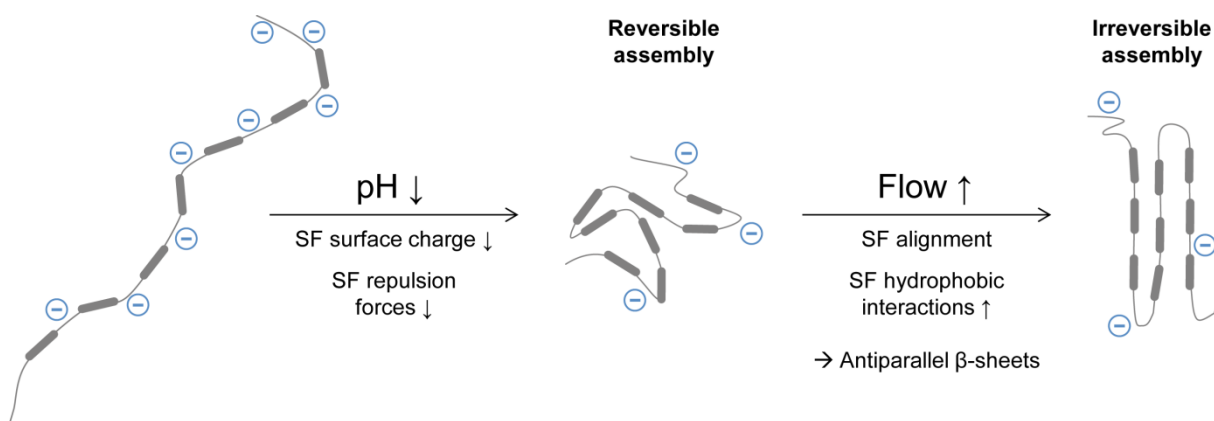 Reversible
assembly
Irreversible
assembly
pH ↓
SF surface charge ↓
SF repulsion
forces ↓
Flow ↑
SF alignment
SF hydrophobic
interactions ↑
→ Antiparallel β-sheets